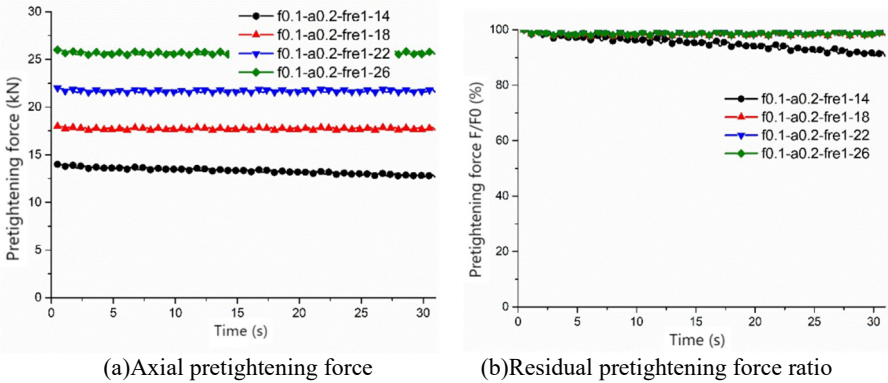 30
25
20
15
10
5
0
Pretightening force (kN)
f0.1-a0.2-fre1-14
f0.1-a0.2-fre1-18
f0.1-a0.2-fre1-22
f0.1-a0.2-fre1-26
0 5 10 15 20 25 30
Time (s)
(a)Axial pretightening force
100
80
60
40
20
0
Pretightening force F/F0 (%)
f0.1-a0.2-fre1-14
f0.1-a0.2-fre1-18
f0.1-a0.2-fre1-22
f0.1-a0.2-fre1-26
0 5 10 15 20 25 30
Time (s)
(b)Residual pretightening force ratio